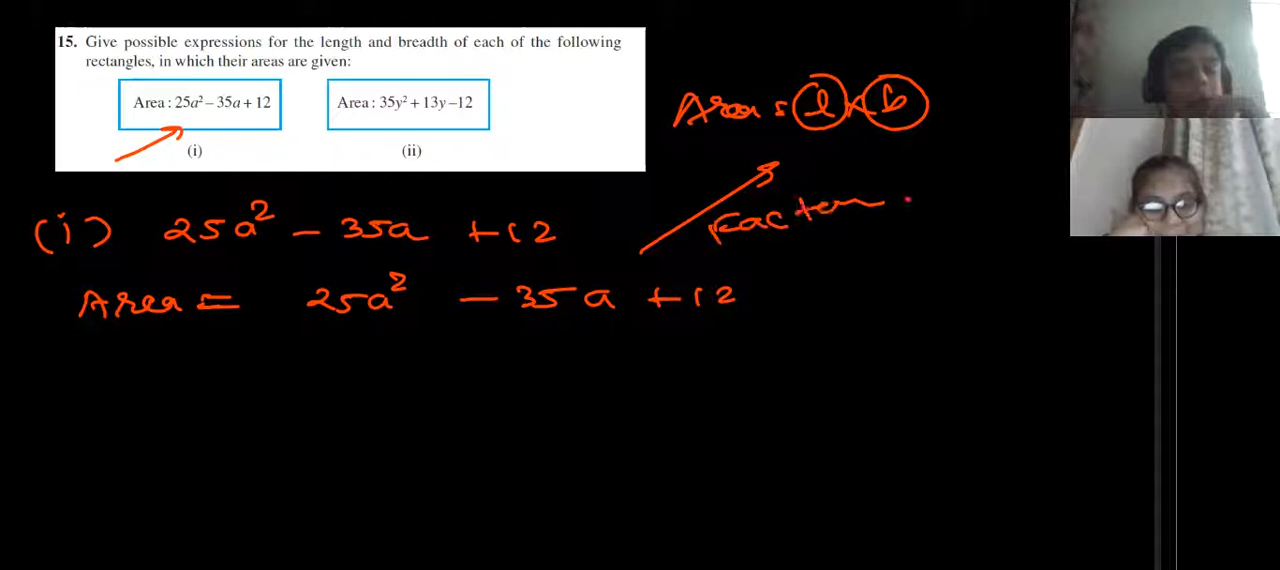 15. Give possible expressions for the length and breadth of each of the following
rectangles, in which their areas are given:
Area : 25a² – 35a + 12
Area : 35y² + 13y –12
(i)
(ii)
Area = l × b
Factor
(i) 25a² – 35a + 12
Area = 25a² – 35a + 12